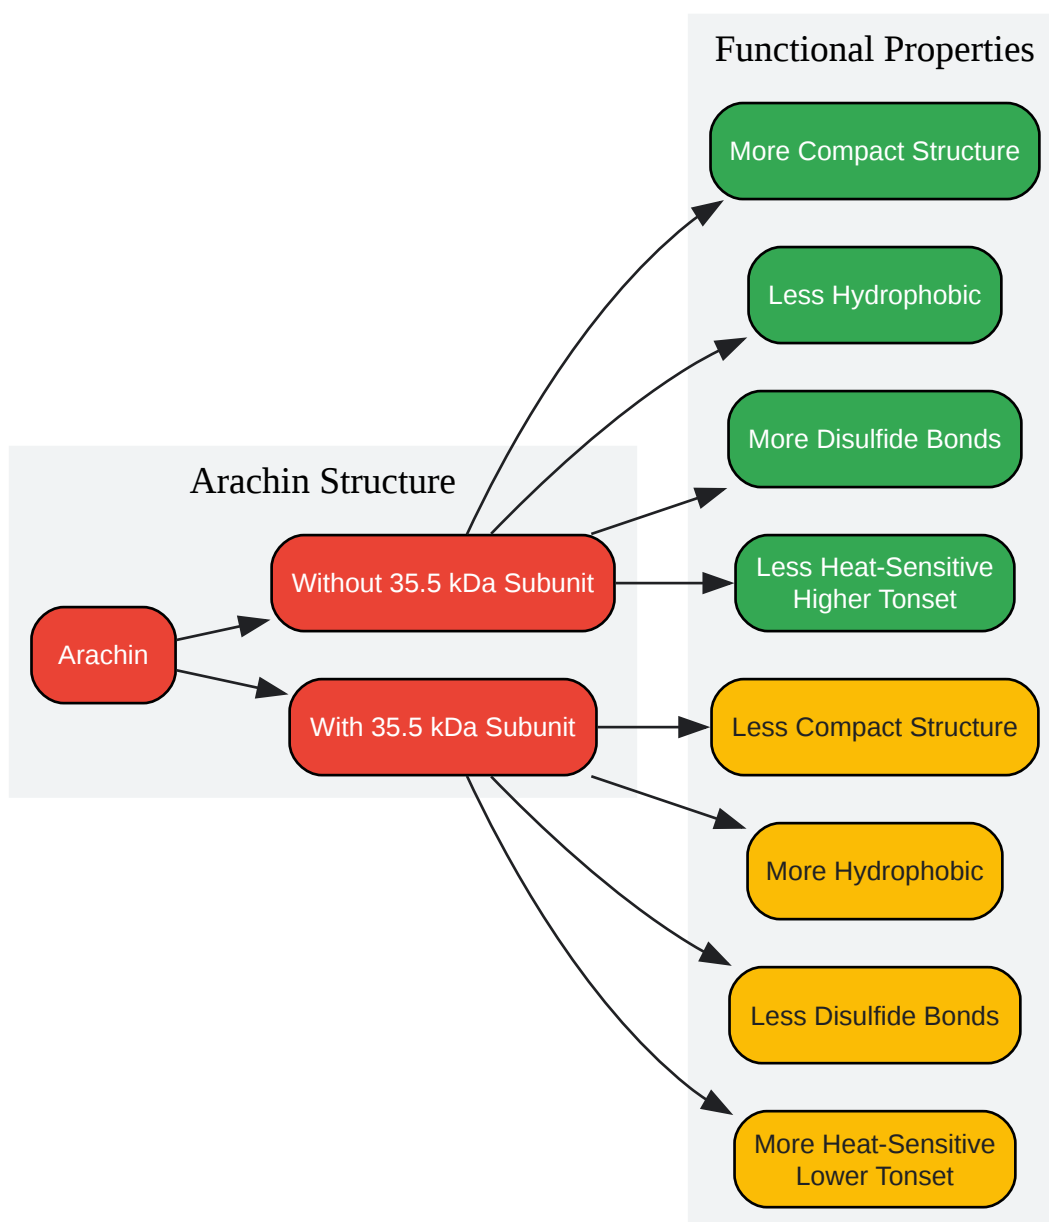 Functional Properties
More Compact Structure
Less Hydrophobic
More Disulfide Bonds
Less Heat-Sensitive
Higher Tonset
Less Compact Structure
More Hydrophobic
Less Disulfide Bonds
More Heat-Sensitive
Lower Tonset
Arachin Structure
Without 35.5 kDa Subunit
Arachin
With 35.5 kDa Subunit